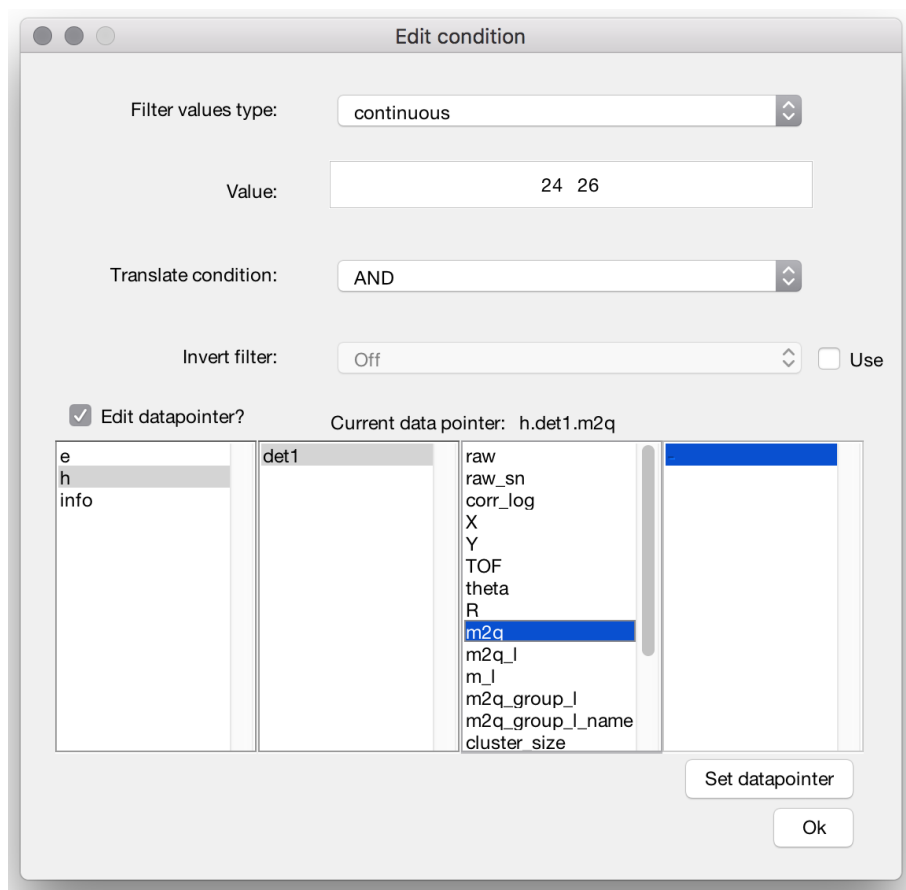 Edit condition
Filter values type: continuous
Value: 24 26
Translate condition: AND
Invert filter: Off Use
Edit datapointer? Current data pointer: h.det1.m2q
e
h
info
det1
raw
raw_sn
corr_log
X
Y
TOF
theta
R
m2q
m2q_l
m_l
m2q_group_l
m2q_group_l_name
cluster_size
-
Set datapointer
Ok